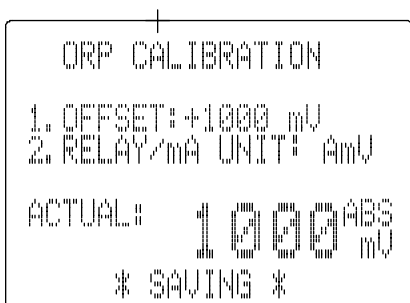 ORP CALIBRATION
1. OFFSET:+1000 mV
2. RELAY/mA UNIT: AmV
ACTUAL: 1000 ABS mV
* SAVING *